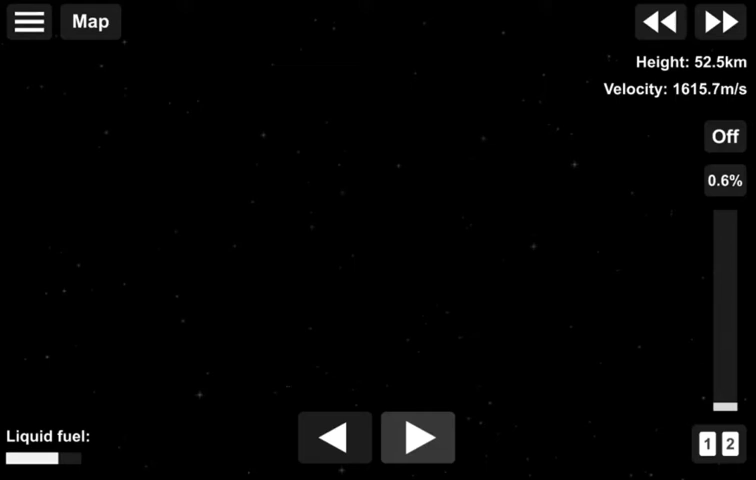 Map
Height: 52.5km
Velocity: 1615.7m/s
Off
0.6%
Liquid fuel:
1 2